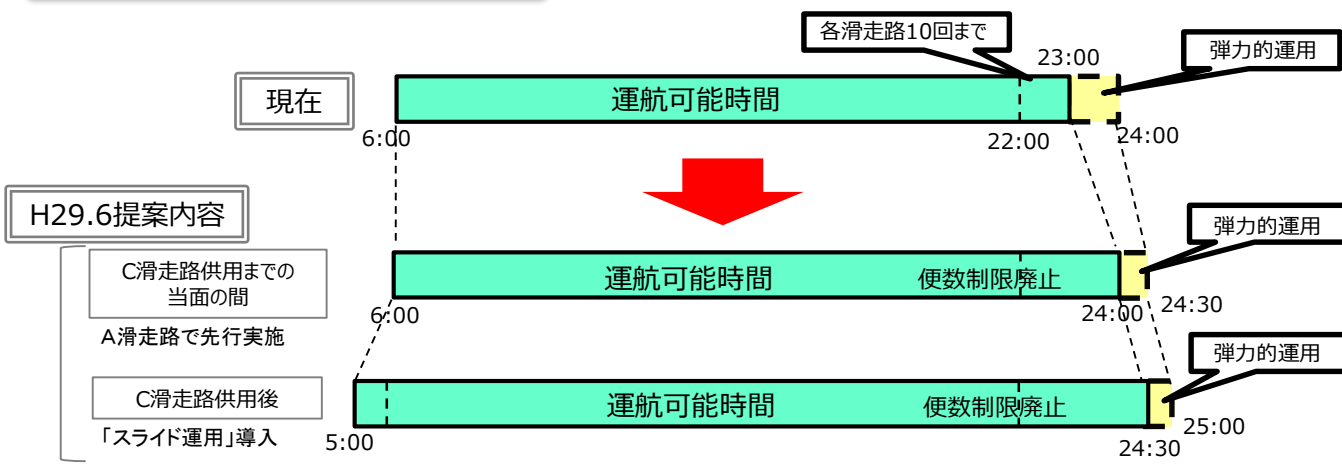 各滑走路10回まで
23:00
弾力的運用
現在
運航可能時間
6:00
22:00
24:00
H29.6提案内容
弾力的運用
C滑走路供用までの
当面の間
運航可能時間
便数制限廃止
6:00
24:00
24:30
A滑走路で先行実施
弾力的運用
C滑走路供用後
運航可能時間
便数制限廃止
「スライド運用」導入
5:00
25:00
24:30